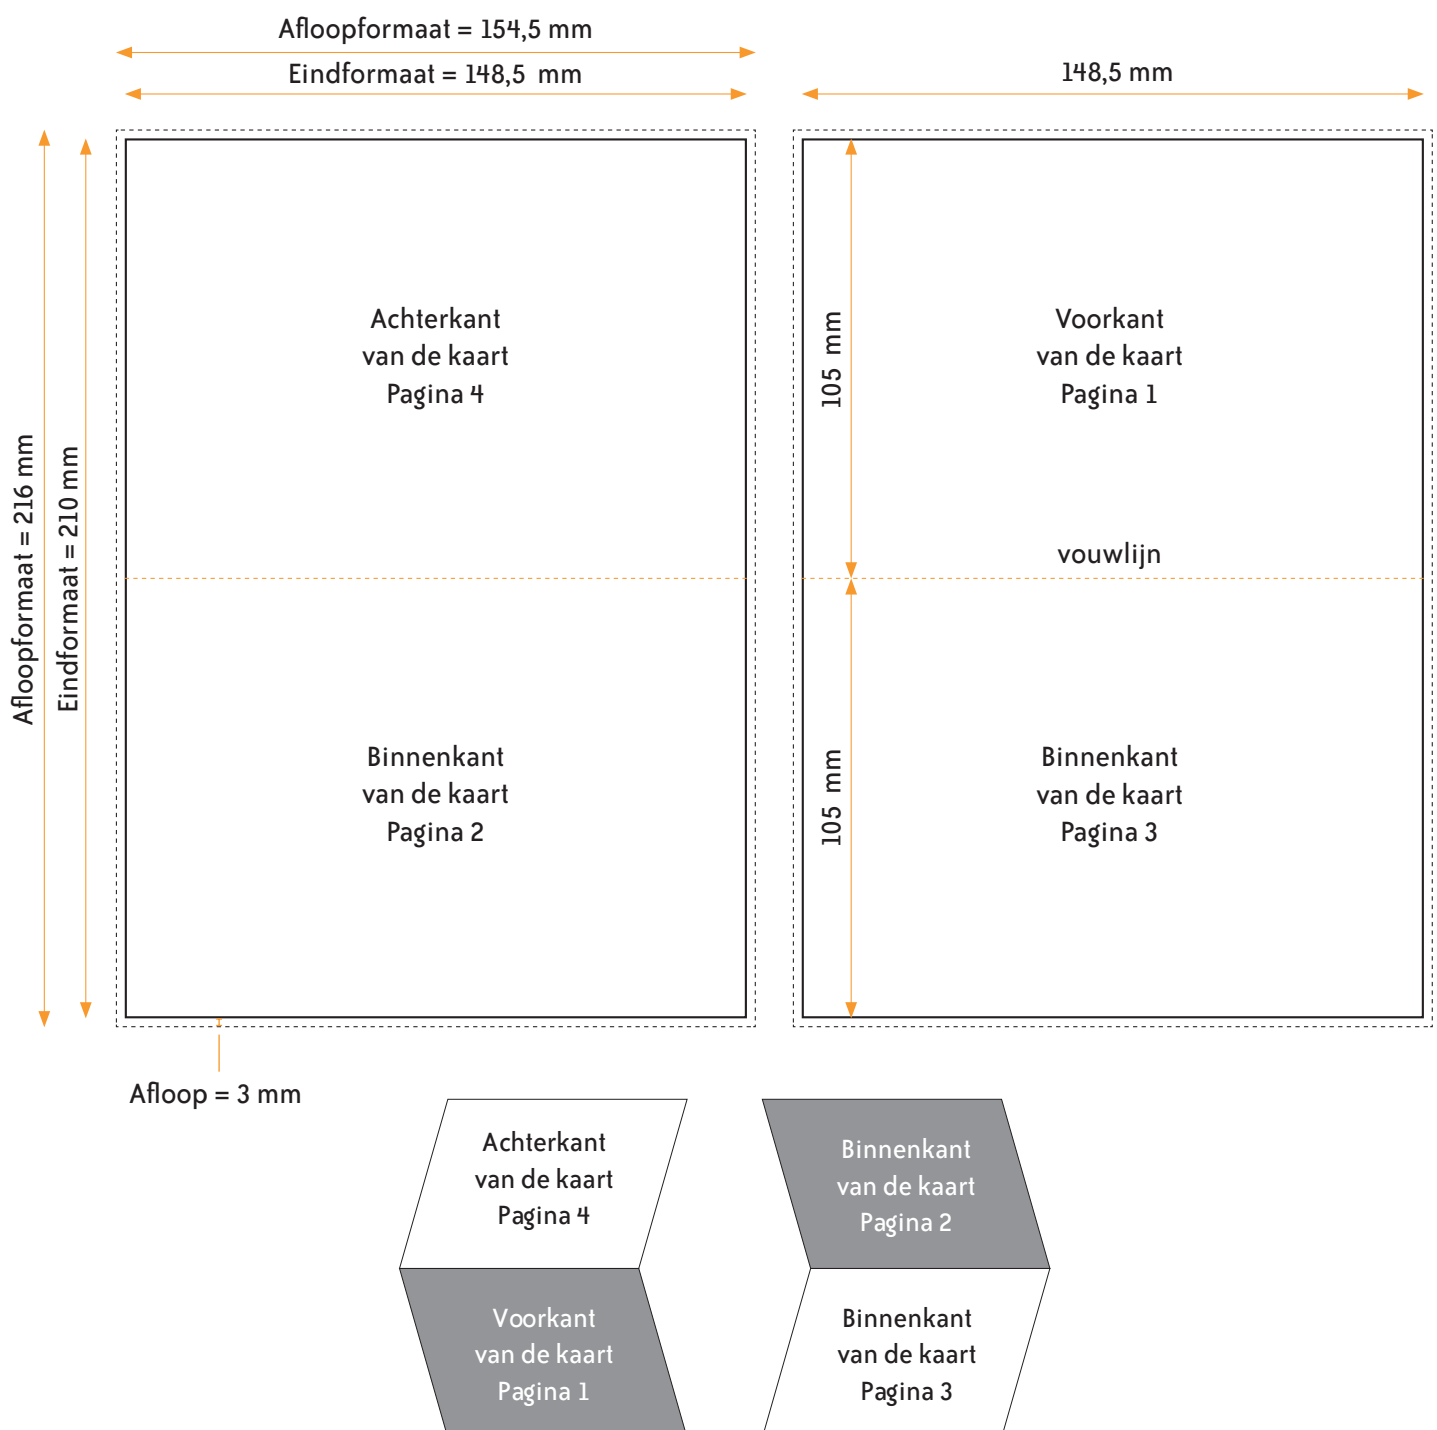 Afloopformaat = 154,5 mm
Eindformaat = 148,5 mm
148,5 mm
Afloopformaat = 216 mm
Eindformaat = 210 mm
Achterkant
van de kaart
Pagina 4
105 mm
Voorkant
van de kaart
Pagina 1
vouwlijn
Binnenkant
van de kaart
Pagina 2
105 mm
Binnenkant
van de kaart
Pagina 3
Afloop = 3 mm
Achterkant
van de kaart
Pagina 4
Binnenkant
van de kaart
Pagina 2
Voorkant
van de kaart
Pagina 1
Binnenkant
van de kaart
Pagina 3